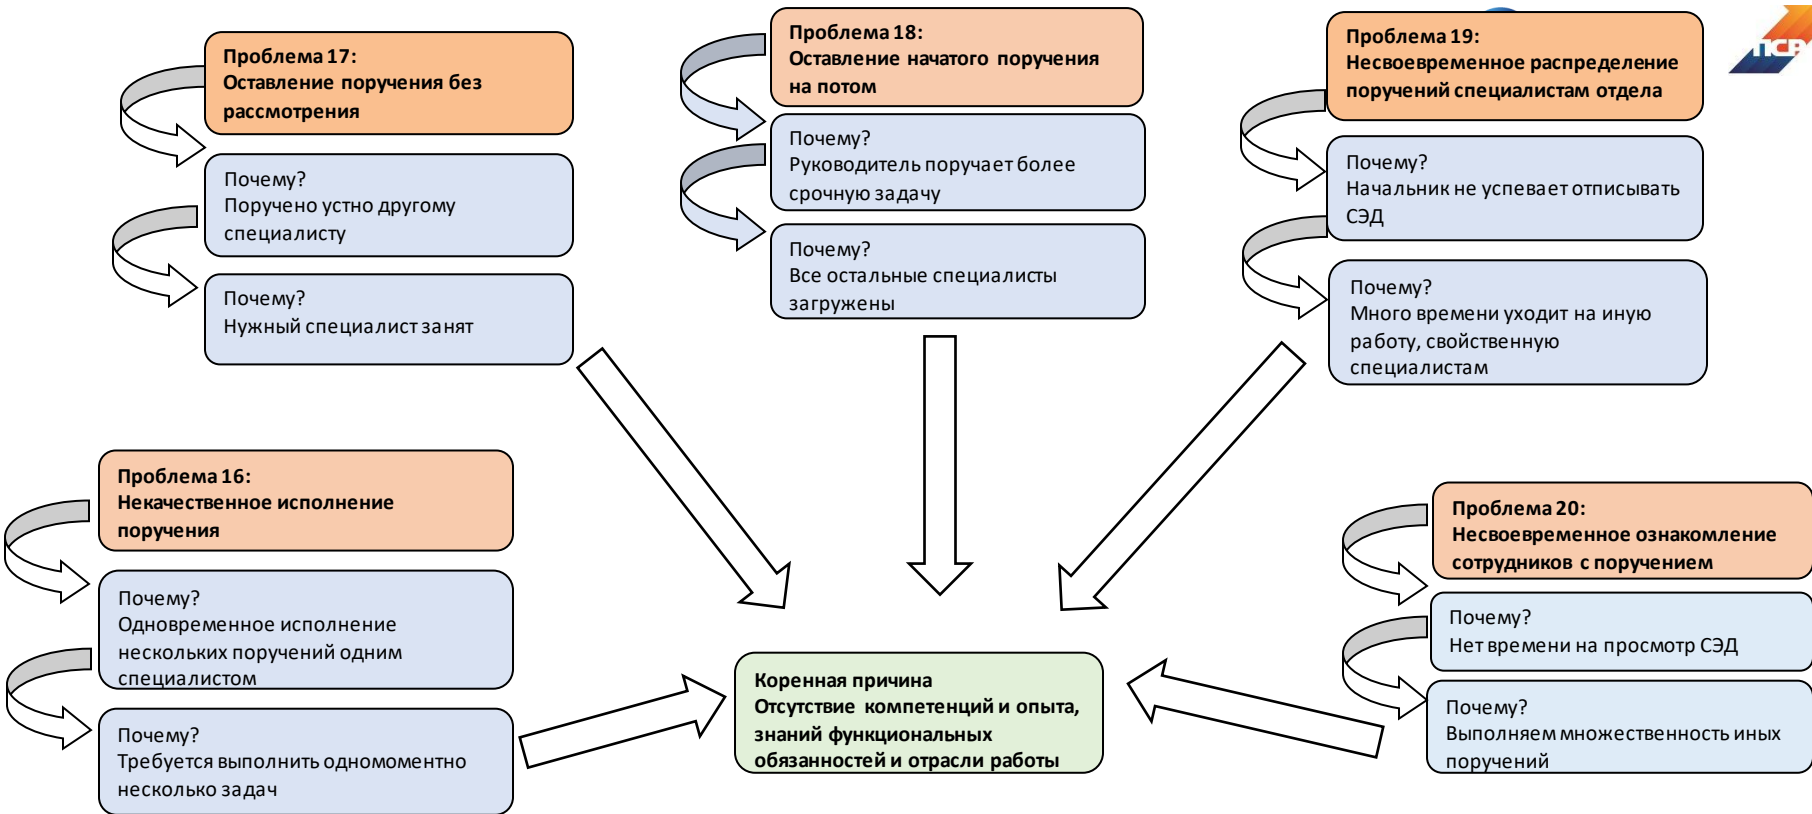 Проблема 17:
Оставление поручения без
рассмотрения
Почему?
Поручено устно другому
специалисту
Почему?
Нужный специалист занят
Проблема 18:
Оставление начатого поручения
на потом
Почему?
Руководитель поручает более
срочную задачу
Почему?
Все остальные специалисты
загружены
Проблема 19:
Несвоевременное распределение
поручений специалистам отдела
Почему?
Начальник не успевает отписывать
СЭД
Почему?
Много времени уходит на иную
работу, свойственную
специалистам
ПСР
Проблема 16:
Некачественное исполнение
поручения
Почему?
Одновременное исполнение
нескольких поручений одним
специалистом
Почему?
Требуется выполнить одномоментно
несколько задач
Коренная причина
Отсутствие компетенций и опыта,
знаний функциональных
обязанностей и отрасли работы
Проблема 20:
Несвоевременное ознакомление
сотрудников с поручением
Почему?
Нет времени на просмотр СЭД
Почему?
Выполняем множественность иных
поручений